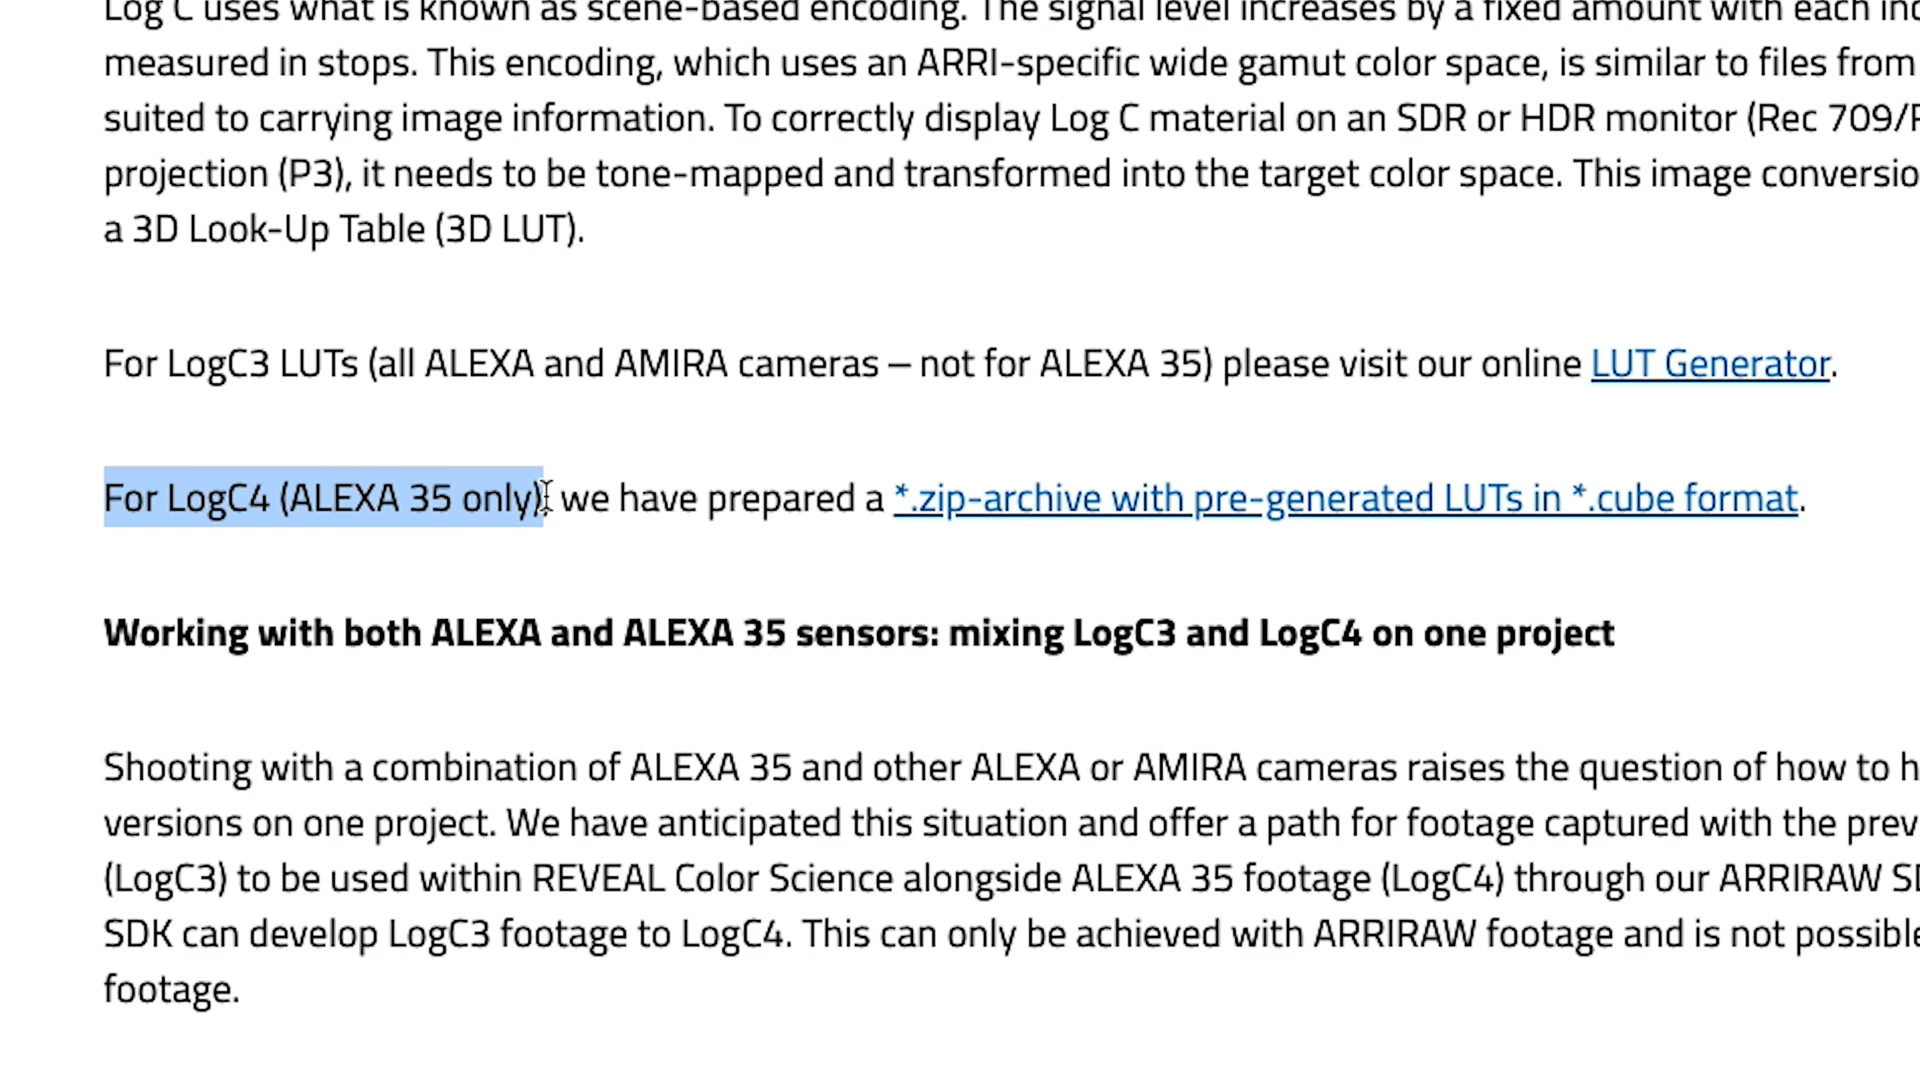 Log C uses what is known as scene-based encoding. The signal level increases by a fixed amount with each
measured in stops. This encoding, which uses an ARRI-specific wide gamut color space, is similar to files from
suited to carrying image information. To correctly display Log C material on an SDR or HDR monitor (Rec 709/
projection (P3), it needs to be tone-mapped and transformed into the target color space. This image
a 3D Look-Up Table (3D LUT).
For LogC3 LUTs (all ALEXA and AMIRA cameras – not for ALEXA 35) please visit our online LUT Generator.
For LogC4 (ALEXA 35 only), we have prepared a *.zip-archive with pre-generated LUTs in *.cube format.
Working with both ALEXA and ALEXA 35 sensors: mixing LogC3 and LogC4 on one project
Shooting with a combination of ALEXA 35 and other ALEXA or AMIRA cameras raises the question of how to
versions on one project. We have anticipated this situation and offer a path for footage captured with the
(LogC3) to be used within REVEAL Color Science alongside ALEXA 35 footage (LogC4) through our ARRIRAW
SDK can develop LogC3 footage to LogC4. This can only be achieved with ARRIRAW footage and is not
footage.